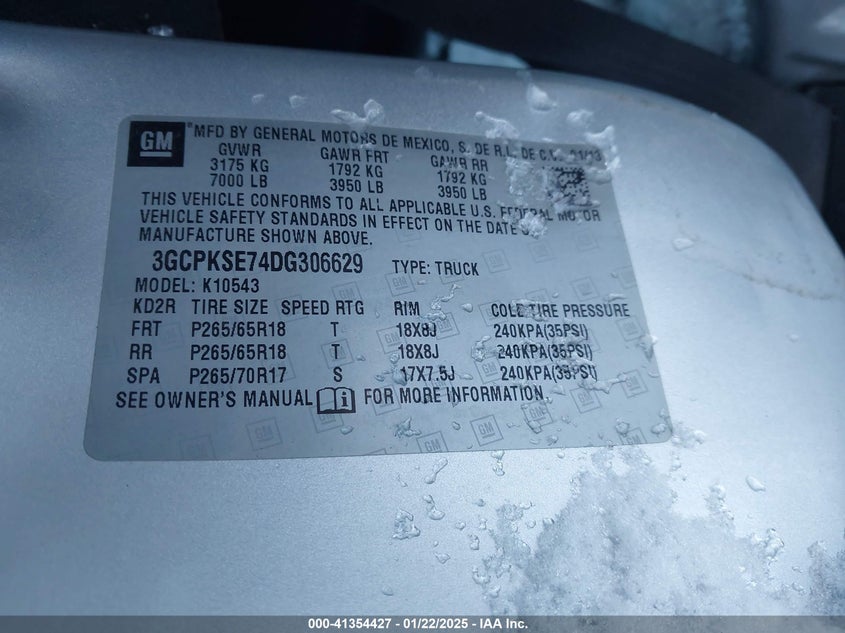 GM
®MFD BY GENERAL MOTORS DE MEXICO, S. DE R.L. DE C.V. 01/13
GVWR GAWR FRT GAWR RR
3175 KG 1792 KG 1792 KG
7000 LB 3950 LB 3950 LB
THIS VEHICLE CONFORMS TO ALL APPLICABLE U.S. FEDERAL MOTOR
VEHICLE SAFETY STANDARDS IN EFFECT ON THE DATE OF
MANUFACTURE SHOWN ABOVE.
3GCPKSE74DG306629 TYPE: TRUCK
MODEL: K10543
KD2R TIRE SIZE SPEED RTG RIM COLD TIRE PRESSURE
FRT P265/65R18 T 18X8J 240KPA(35PSI)
RR P265/65R18 T 18X8J 240KPA(35PSI)
SPA P265/70R17 S 17X7.5J 240KPA(35PSI)
SEE OWNER'S MANUAL i FOR MORE INFORMATION.
000-41354427 - 01/22/2025 - IAA Inc.